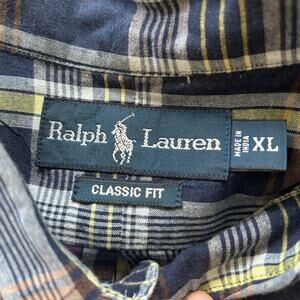 Ralph Lauren
MADE IN
INDIA
XL
CLASSIC FIT